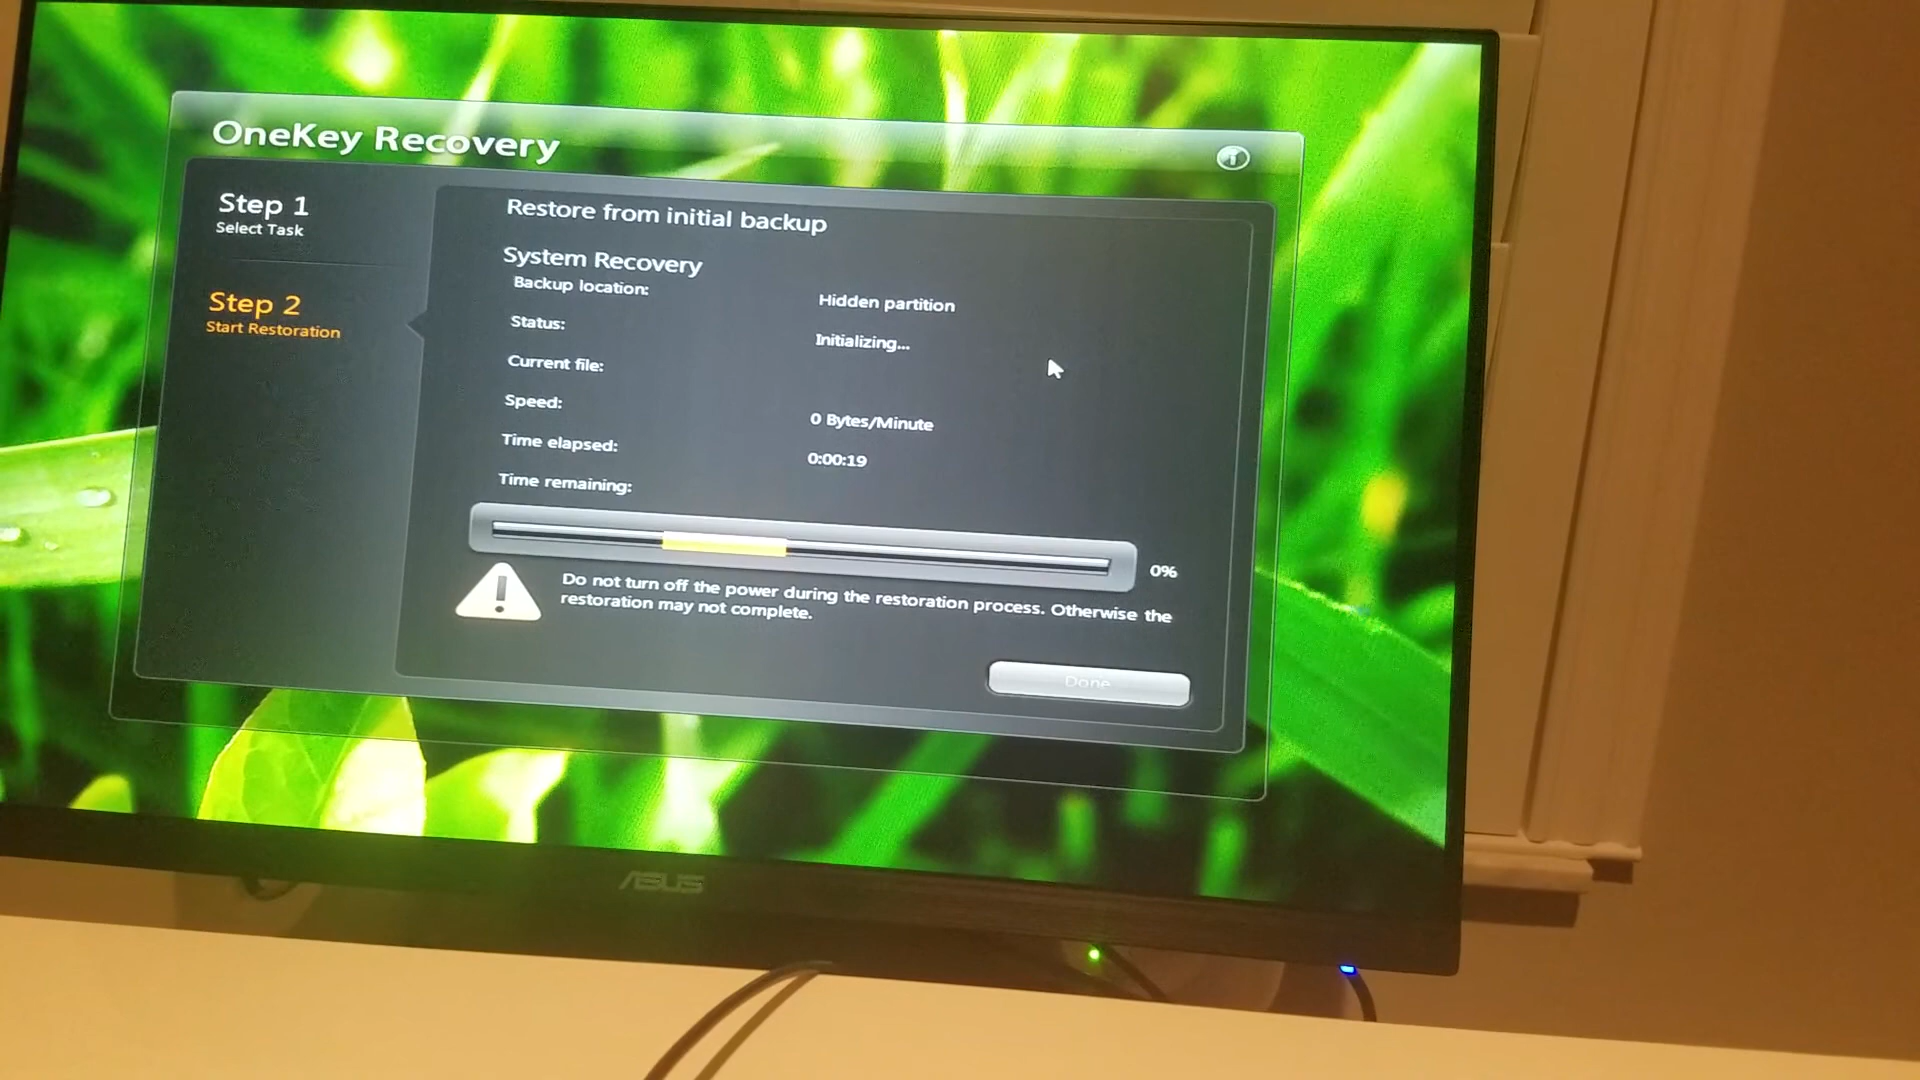 OneKey Recovery
Step 1
Select Task
Step 2
Start Restoration
Restore from initial backup
System Recovery
Backup location: Hidden partition
Status: Initializing...
Current file:
Speed: 0 Bytes/Minute
Time elapsed: 0:00:19
Time remaining:
0%
Do not turn off the power during the restoration process. Otherwise the
restoration may not complete.
Done
ASUS